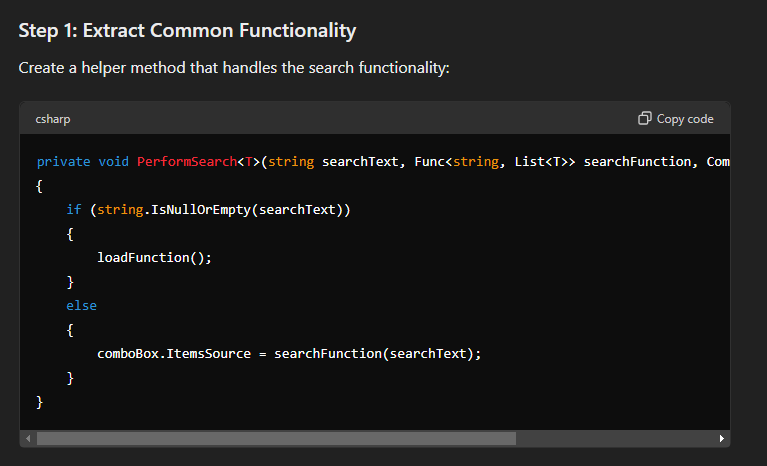 Step 1: Extract Common Functionality
Create a helper method that handles the search functionality:
csharp
Copy code
private void PerformSearch<T>(string searchText, Func<string, List<T>> searchFunction, Com
{
    if (string.IsNullOrEmpty(searchText))
    {
        loadFunction();
    }
    else
    {
        comboBox.ItemsSource = searchFunction(searchText);
    }
}